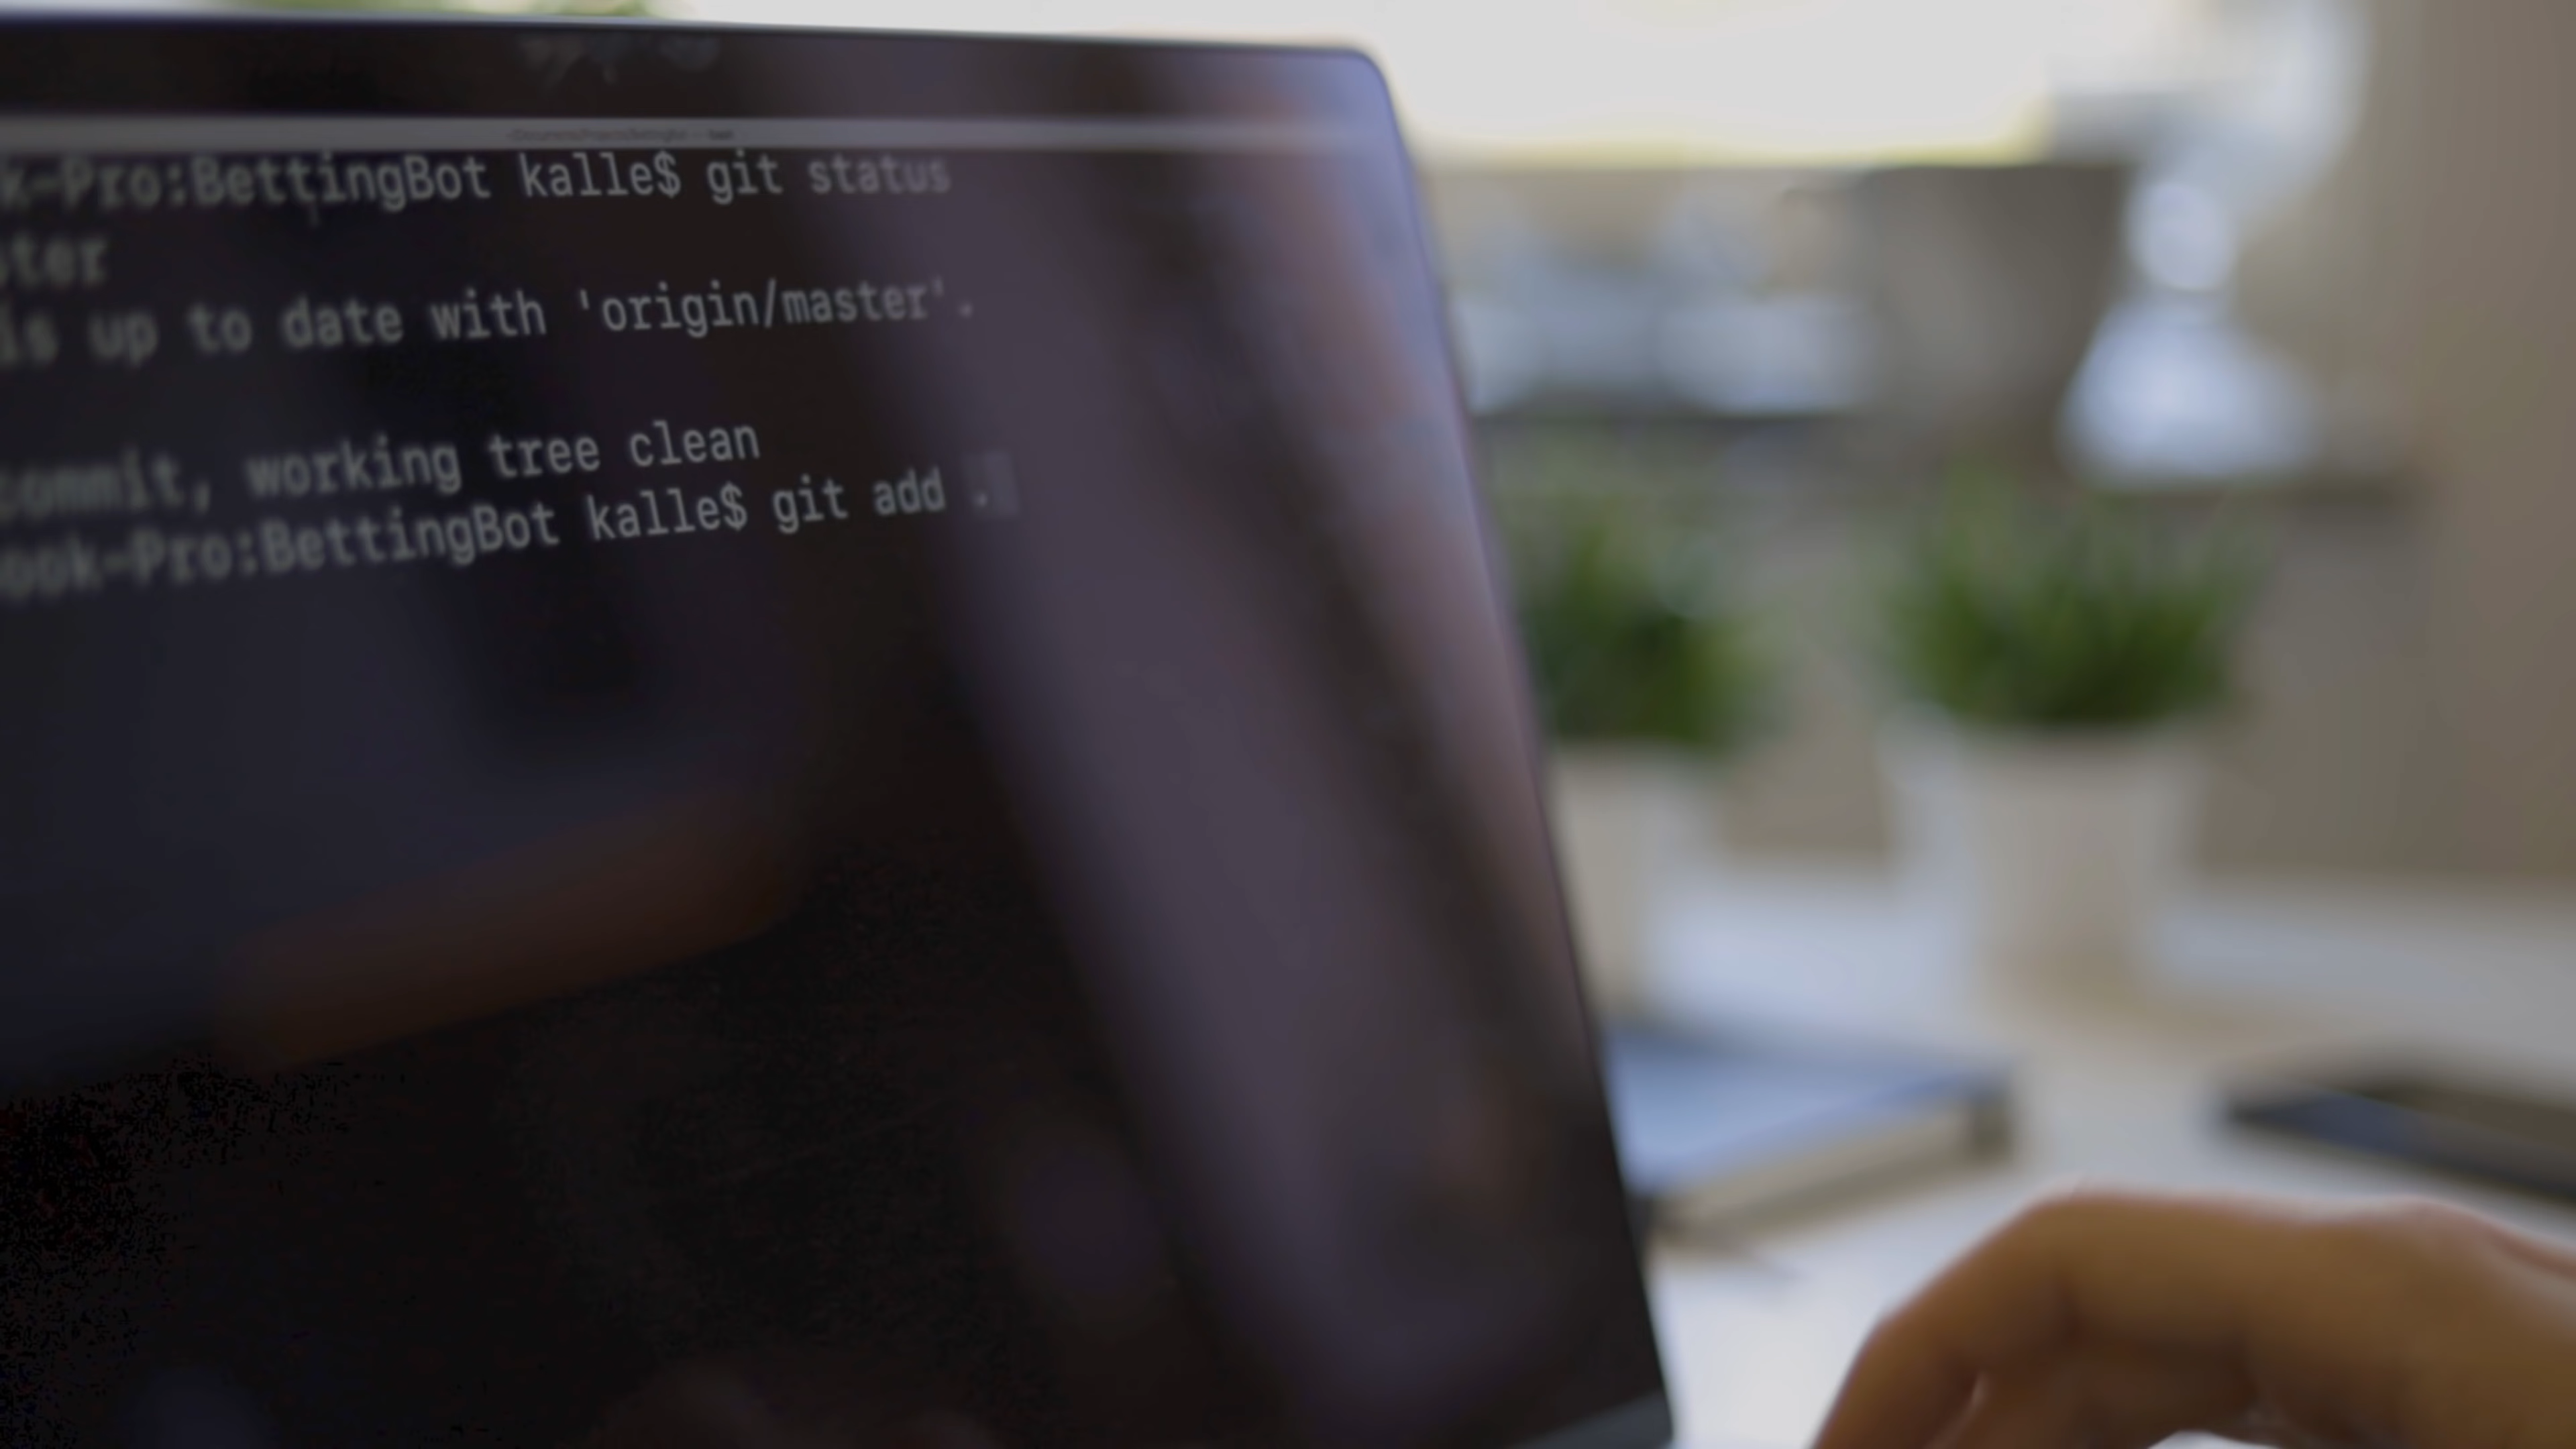 k-Pro:BettingBot kalle$ git status
ster
is up to date with 'origin/master'.
commit, working tree clean
ook-Pro:BettingBot kalle$ git add .